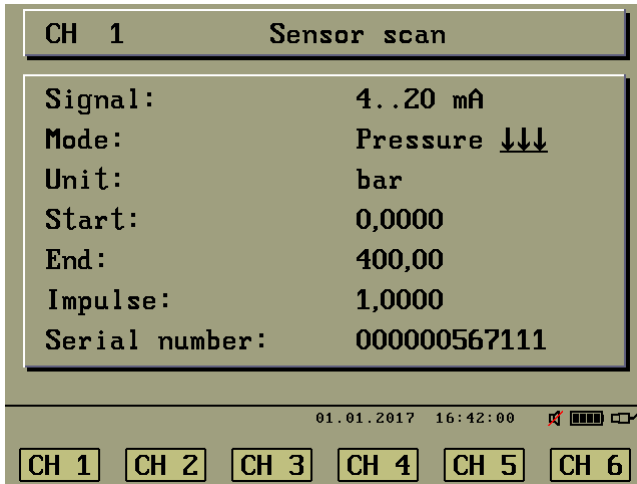 CH 1 Sensor scan
Signal: 4..20 mA
Mode: Pressure ↓↓↓
Unit: bar
Start: 0,0000
End: 400,00
Impulse: 1,0000
Serial number: 000000567111
01.01.2017 16:42:00
CH 1 CH 2 CH 3 CH 4 CH 5 CH 6